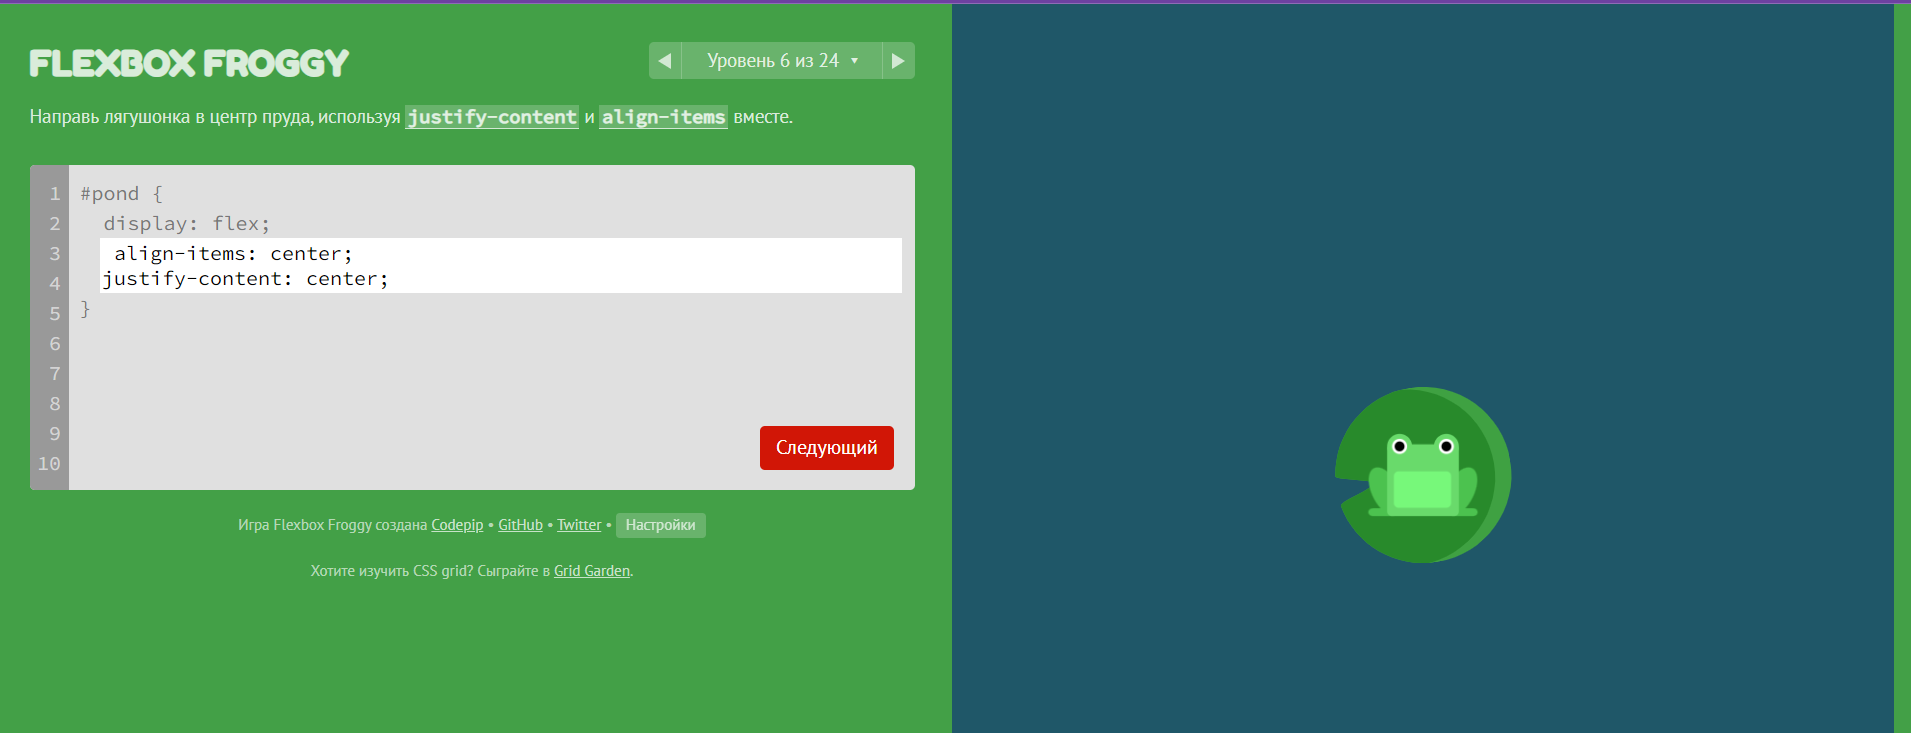 FLEXBOX FROGGY
Уровень 6 из 24
Направь лягушонка в центр пруда, используя justify-content и align-items вместе.
1 #pond {
2 display: flex;
3 align-items: center;
4 justify-content: center;
5 }
6
7
8
9
10
Следующий
Игра Flexbox Froggy создана Codepip • GitHub • Twitter • Настройки
Хотите изучить CSS grid? Сыграйте в Grid Garden.